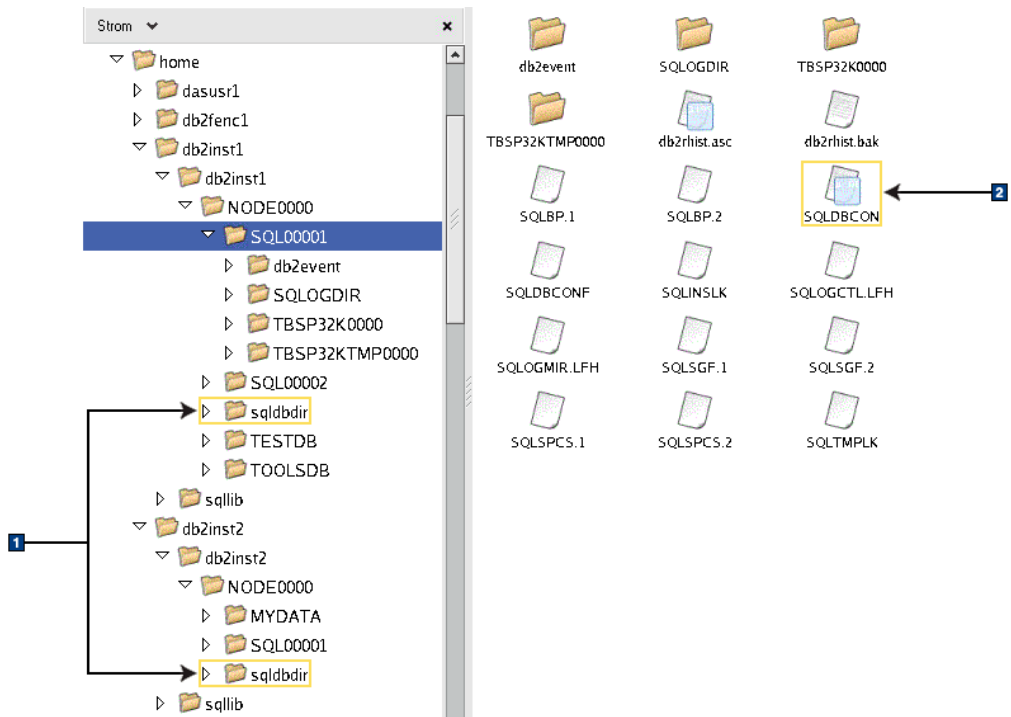 Strom
home
dasusr1
db2fenc1
db2inst1
db2inst1
NODE0000
SQL00001
db2event
SQLOGDIR
TBSP32K0000
TBSP32KTMP0000
SQL00002
sqldbdir
TESTDB
TOOLSDB
sqllib
db2inst2
db2inst2
NODE0000
MYDATA
SQL00001
sqldbdir
sqllib
1
db2event SQLOGDIR TBSP32K0000
TBSP32KTMP0000 db2rhist.asc db2rhist.bak
SQLBP.1 SQLBP.2 SQLDBCON
2
SQLDBCONF SQLINSLK SQLOGCTL.LFH
SQLOGMIR.LFH SQLSGF.1 SQLSGF.2
SQLSPCS.1 SQLSPCS.2 SQLTMPLK